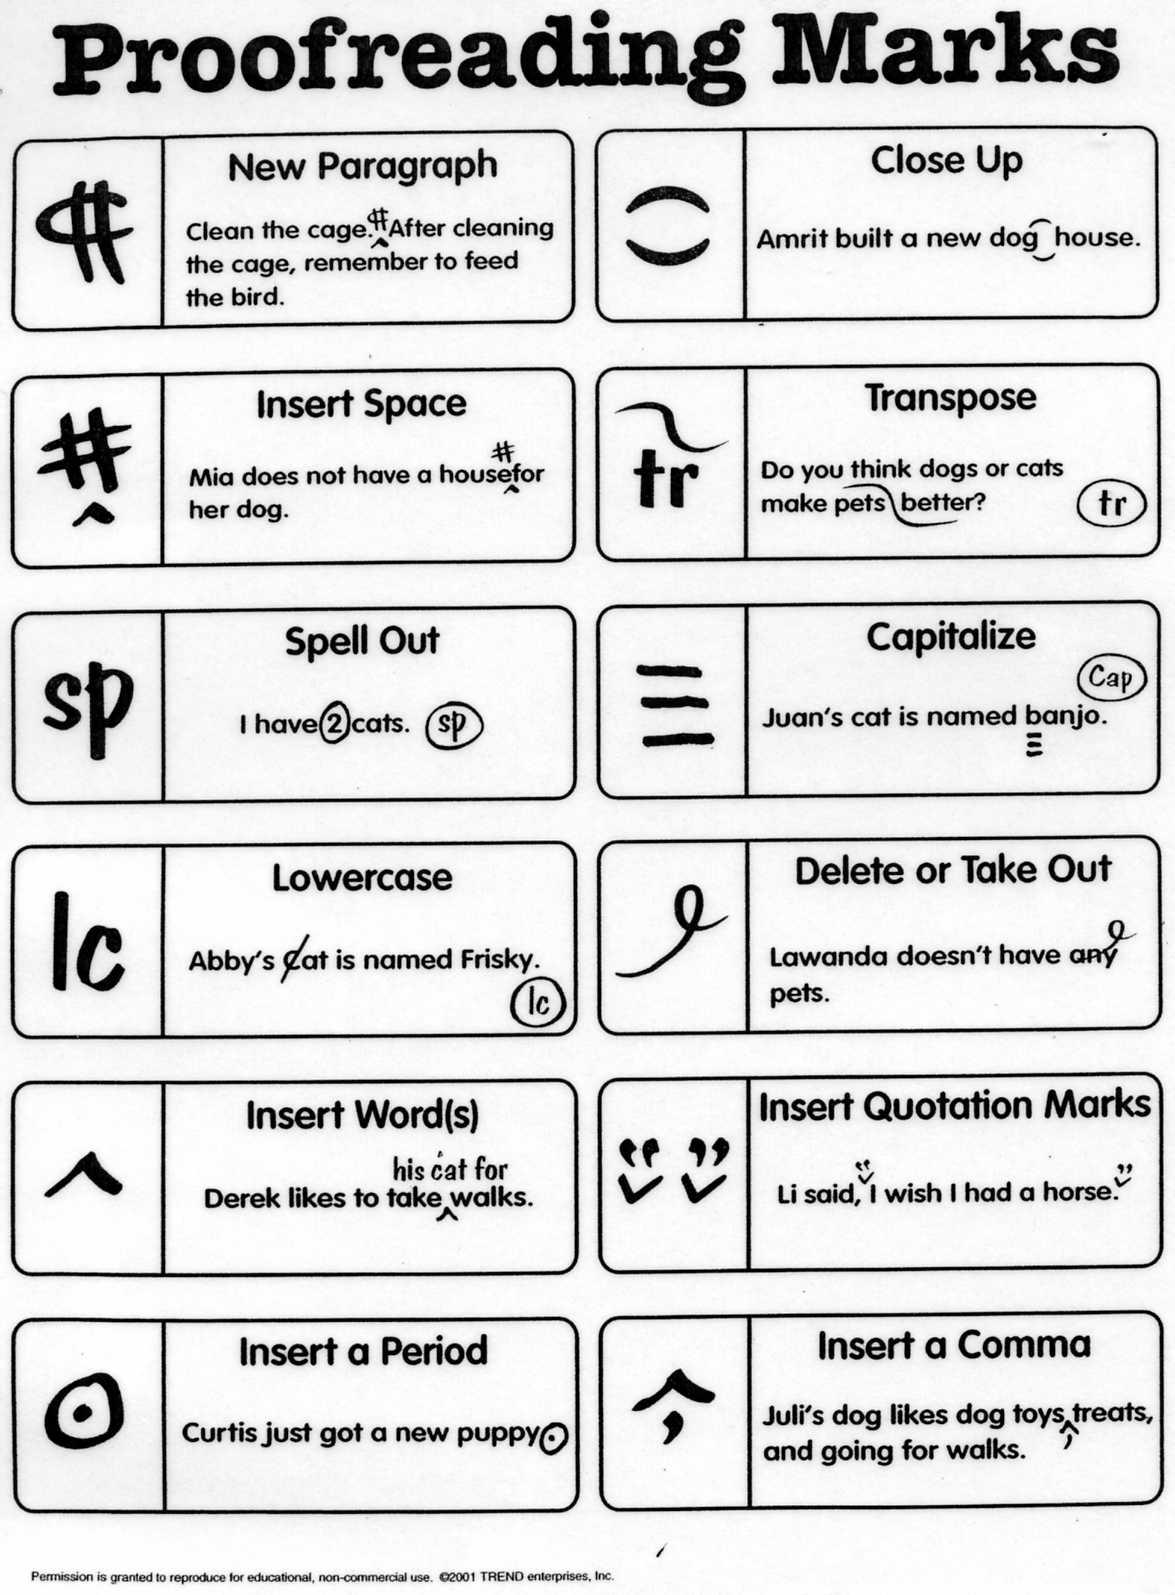 Proofreading Marks
¶
New Paragraph
¶
Clean the cage. After cleaning
the cage, remember to feed
the bird.
Close Up
Amrit built a new dog house.
#
^
Insert Space
#
Mia does not have a housefor
^
her dog.
tr
Transpose
Do you think dogs or cats
make pets better? tr
sp
Spell Out
I have 2 cats. sp
Capitalize
Cap
Juan's cat is named banjo.
lc
Lowercase
Abby's Cat is named Frisky.
lc
Delete or Take Out
Lawanda doesn't have any
pets.
^
Insert Word(s)
his cat for
Derek likes to take walks.
^
“ ”
Insert Quotation Marks
“ ”
Li said, I wish I had a horse.
⊙
Insert a Period
Curtis just got a new puppy⊙
^
,
Insert a Comma
Juli's dog likes dog toys treats,
^
,
and going for walks.
Permission is granted to reproduce for educational, non-commercial use. ©2001 TREND enterprises, Inc.